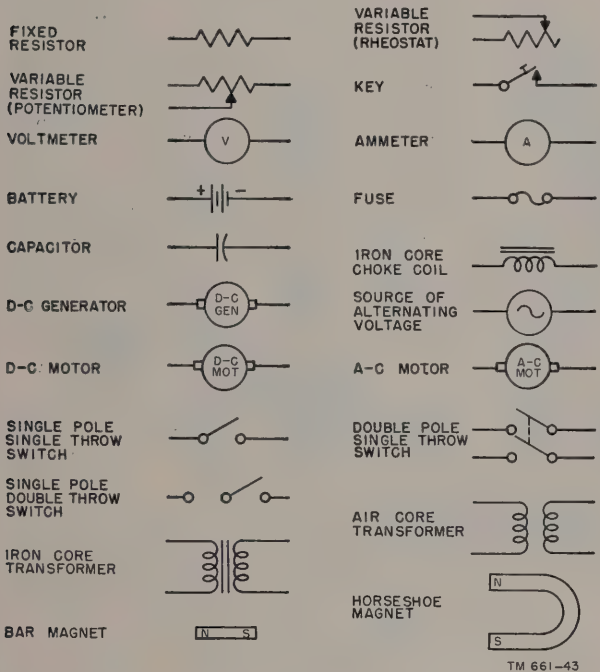 FIXED
RESISTOR
VARIABLE
RESISTOR
(POTENTIOMETER)
VOLTMETER
V
BATTERY
+ −
CAPACITOR
D-C GENERATOR
D-C
GEN
D-C MOTOR
D-C
MOT
SINGLE POLE
SINGLE THROW
SWITCH
SINGLE POLE
DOUBLE THROW
SWITCH
IRON CORE
TRANSFORMER
BAR MAGNET
N S
VARIABLE
RESISTOR
(RHEOSTAT)
KEY
AMMETER
A
FUSE
IRON CORE
CHOKE COIL
SOURCE OF
ALTERNATING
VOLTAGE
A-C MOTOR
A-C
MOT
DOUBLE POLE
SINGLE THROW
SWITCH
AIR CORE
TRANSFORMER
HORSESHOE
MAGNET
N
S
TM 661-43